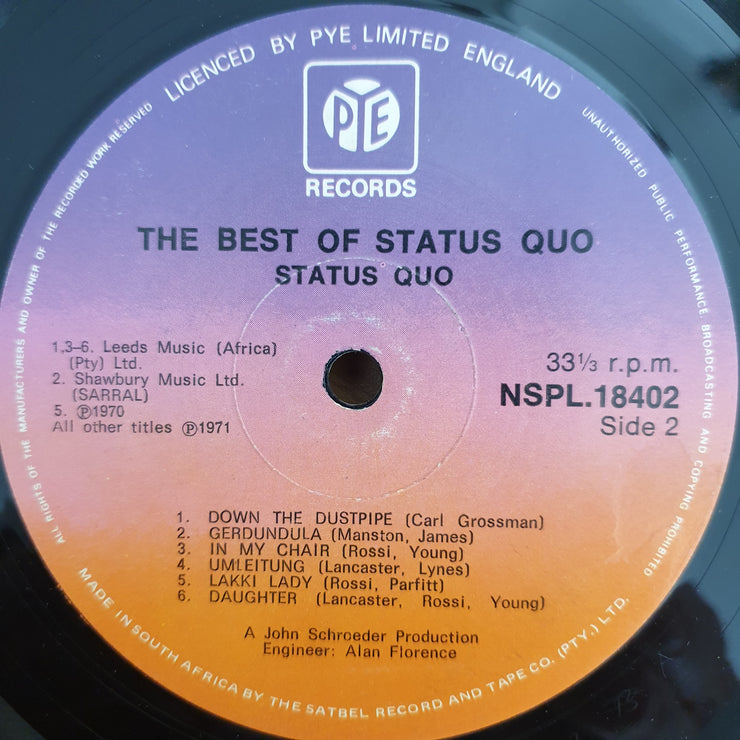 LICENCED BY PYE LIMITED ENGLAND
UNAUTHORIZED PUBLIC PERFORMANCE BROADCASTING AND COPYING PROHIBITED
PYE
RECORDS
THE BEST OF STATUS QUO
STATUS QUO
1,3–6. Leeds Music (Africa)
(Pty) Ltd.
2. Shawbury Music Ltd.
(SARRAL)
5. Ⓟ1970
All other titles Ⓟ1971
33⅓ r.p.m.
NSPL.18402
Side 2
1. DOWN THE DUSTPIPE (Carl Grossman)
2. GERDUNDULA (Manston, James)
3. IN MY CHAIR (Rossi, Young)
4. UMLEITUNG (Lancaster, Lynes)
5. LAKKI LADY (Rossi, Parfitt)
6. DAUGHTER (Lancaster, Rossi, Young)
A John Schroeder Production
Engineer: Alan Florence
ALL RIGHTS OF THE MANUFACTURERS AND OWNER OF THE RECORDED WORK RESERVED
MADE IN SOUTH AFRICA BY THE SATBEL RECORD AND TAPE CO. (PTY.) LTD.